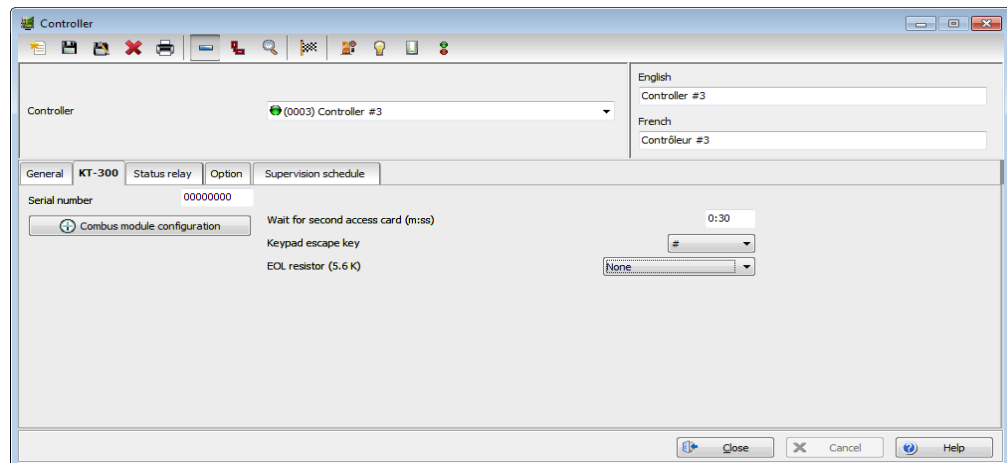 Controller
English
Controller #3
Controller
(0003) Controller #3
French
Contrôleur #3
General
KT-300
Status relay
Option
Supervision schedule
Serial number
00000000
Combus module configuration
Wait for second access card (m:ss)
0:30
Keypad escape key
#
EOL resistor (5.6 K)
None
Close
Cancel
Help